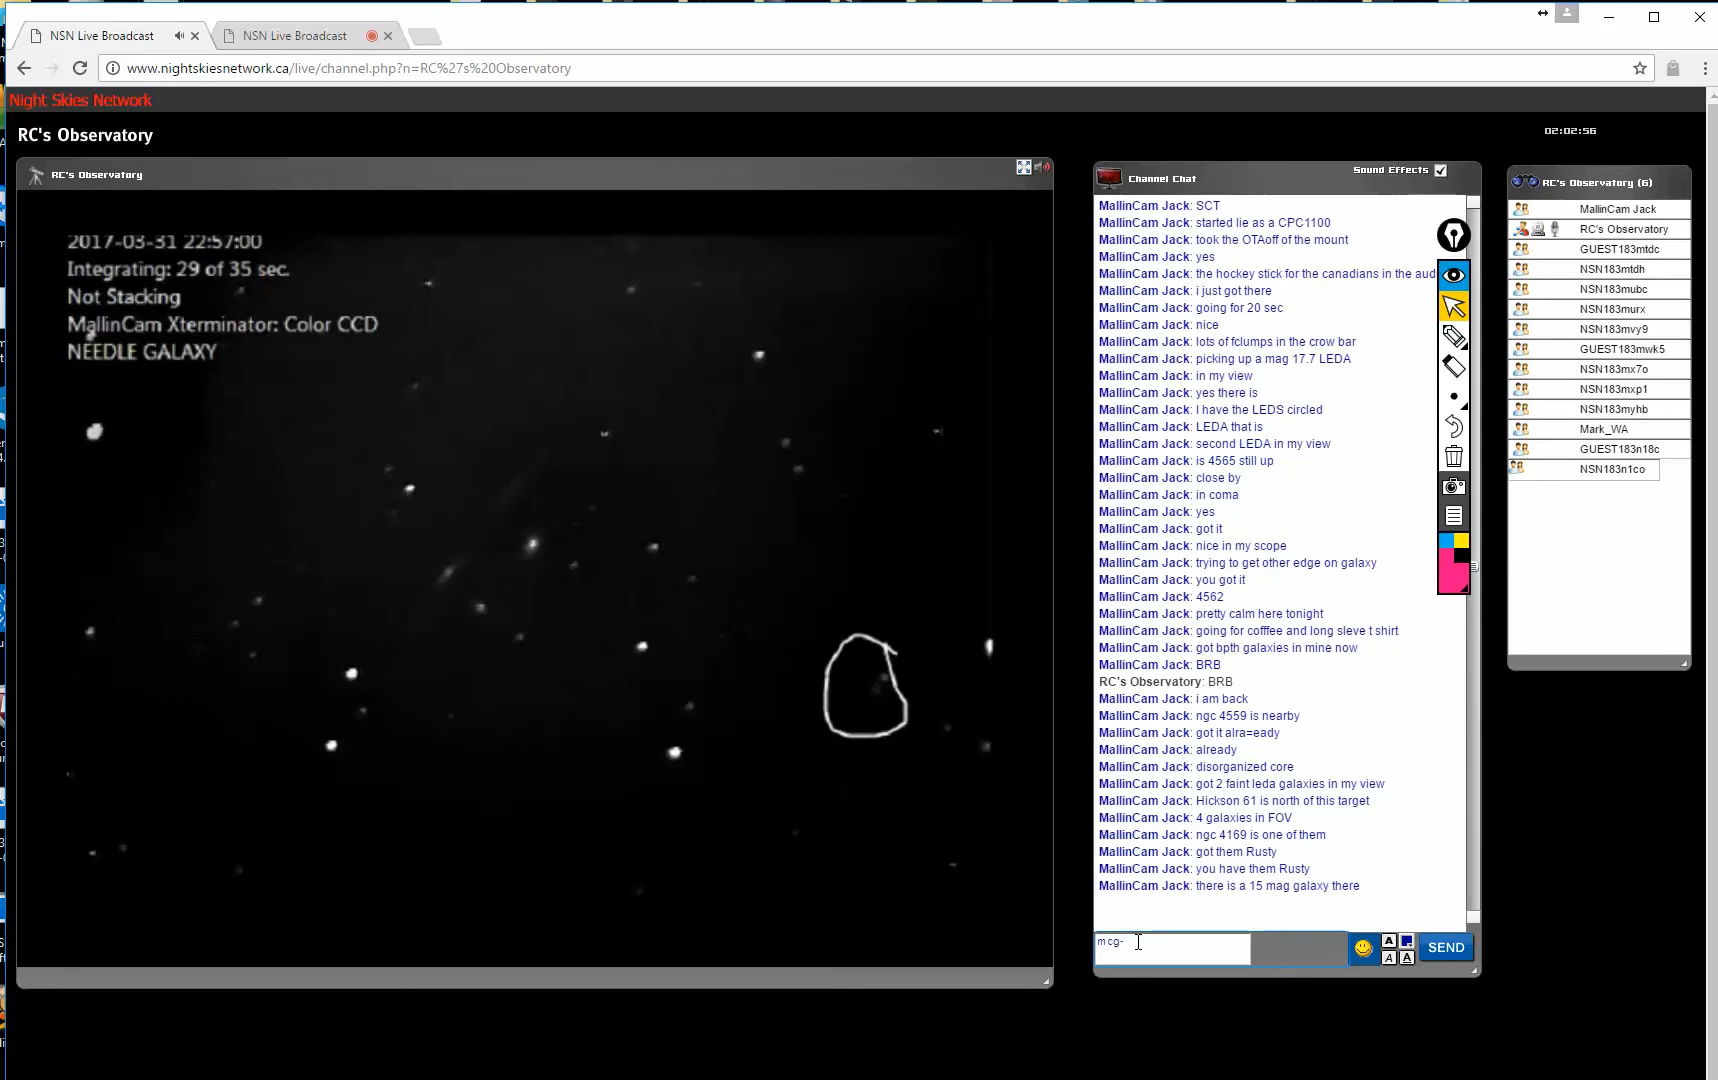 NSN Live Broadcast
NSN Live Broadcast
www.nightskiesnetwork.ca/live/channel.php?n=RC%27s%20Observatory
Night Skies Network
RC's Observatory
02:02:56
RC's Observatory
2017-03-31 22:57:00
Integrating: 29 of 35 sec.
Not Stacking
MallinCam Xterminator: Color CCD
NEEDLE GALAXY
Channel Chat
Sound Effects
MallinCam Jack: SCT
MallinCam Jack: started lie as a CPC1100
MallinCam Jack: took the OTAoff of the mount
MallinCam Jack: yes
MallinCam Jack: the hockey stick for the canadians in the aud
MallinCam Jack: i just got there
MallinCam Jack: going for 20 sec
MallinCam Jack: nice
MallinCam Jack: lots of fclumps in the crow bar
MallinCam Jack: picking up a mag 17.7 LEDA
MallinCam Jack: in my view
MallinCam Jack: yes there is
MallinCam Jack: I have the LEDS circled
MallinCam Jack: LEDA that is
MallinCam Jack: second LEDA in my view
MallinCam Jack: is 4565 still up
MallinCam Jack: close by
MallinCam Jack: in coma
MallinCam Jack: yes
MallinCam Jack: got it
MallinCam Jack: nice in my scope
MallinCam Jack: trying to get other edge on galaxy
MallinCam Jack: you got it
MallinCam Jack: 4562
MallinCam Jack: pretty calm here tonight
MallinCam Jack: going for cofffee and long sleve t shirt
MallinCam Jack: got bpth galaxies in mine now
MallinCam Jack: BRB
RC's Observatory: BRB
MallinCam Jack: i am back
MallinCam Jack: ngc 4559 is nearby
MallinCam Jack: got it alra=eady
MallinCam Jack: already
MallinCam Jack: disorganized core
MallinCam Jack: got 2 faint leda galaxies in my view
MallinCam Jack: Hickson 61 is north of this target
MallinCam Jack: 4 galaxies in FOV
MallinCam Jack: ngc 4169 is one of them
MallinCam Jack: got them Rusty
MallinCam Jack: you have them Rusty
MallinCam Jack: there is a 15 mag galaxy there
m cg-
A
A
A
SEND
RC's Observatory (6)
MallinCam Jack
RC's Observatory
GUEST183mtdc
NSN183mtdh
NSN183mubc
NSN183murx
NSN183mvy9
GUEST183mwk5
NSN183mx7o
NSN183mxp1
NSN183myhb
Mark_WA
GUEST183n18c
NSN183n1co